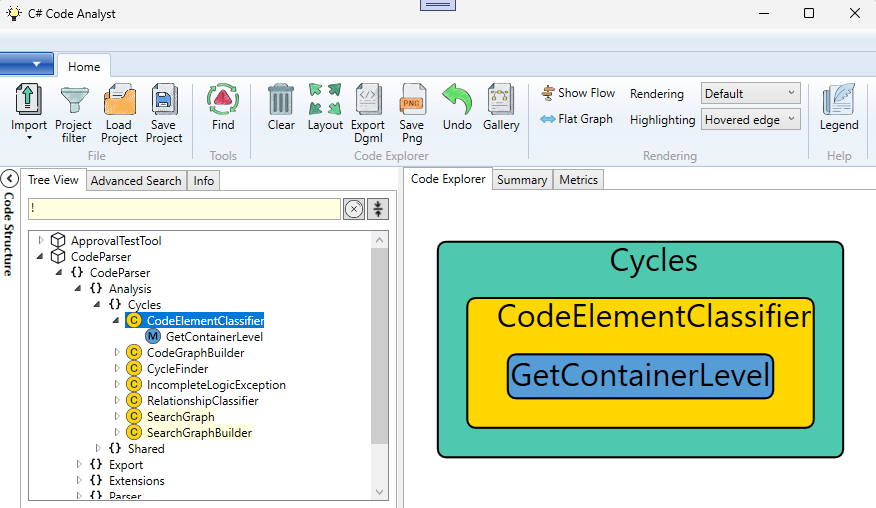 C# Code Analyst
Home
Import
Project filter
Load Project
Save Project
File
Find
Tools
Clear
Layout
Export Dgml
PNG
Save Png
Undo
Gallery
Code Explorer
Show Flow
Flat Graph
Rendering Default
Highlighting Hovered edge
Rendering
Legend
Help
Code Structure
Tree View Advanced Search Info
!
ApprovalTestTool
CodeParser
{} CodeParser
{} Analysis
{} Cycles
C CodeElementClassifier
M GetContainerLevel
C CodeGraphBuilder
C CycleFinder
C IncompleteLogicException
C RelationshipClassifier
C SearchGraph
C SearchGraphBuilder
{} Shared
{} Export
{} Extensions
{} Parser
Code Explorer Summary Metrics
Cycles
CodeElementClassifier
GetContainerLevel